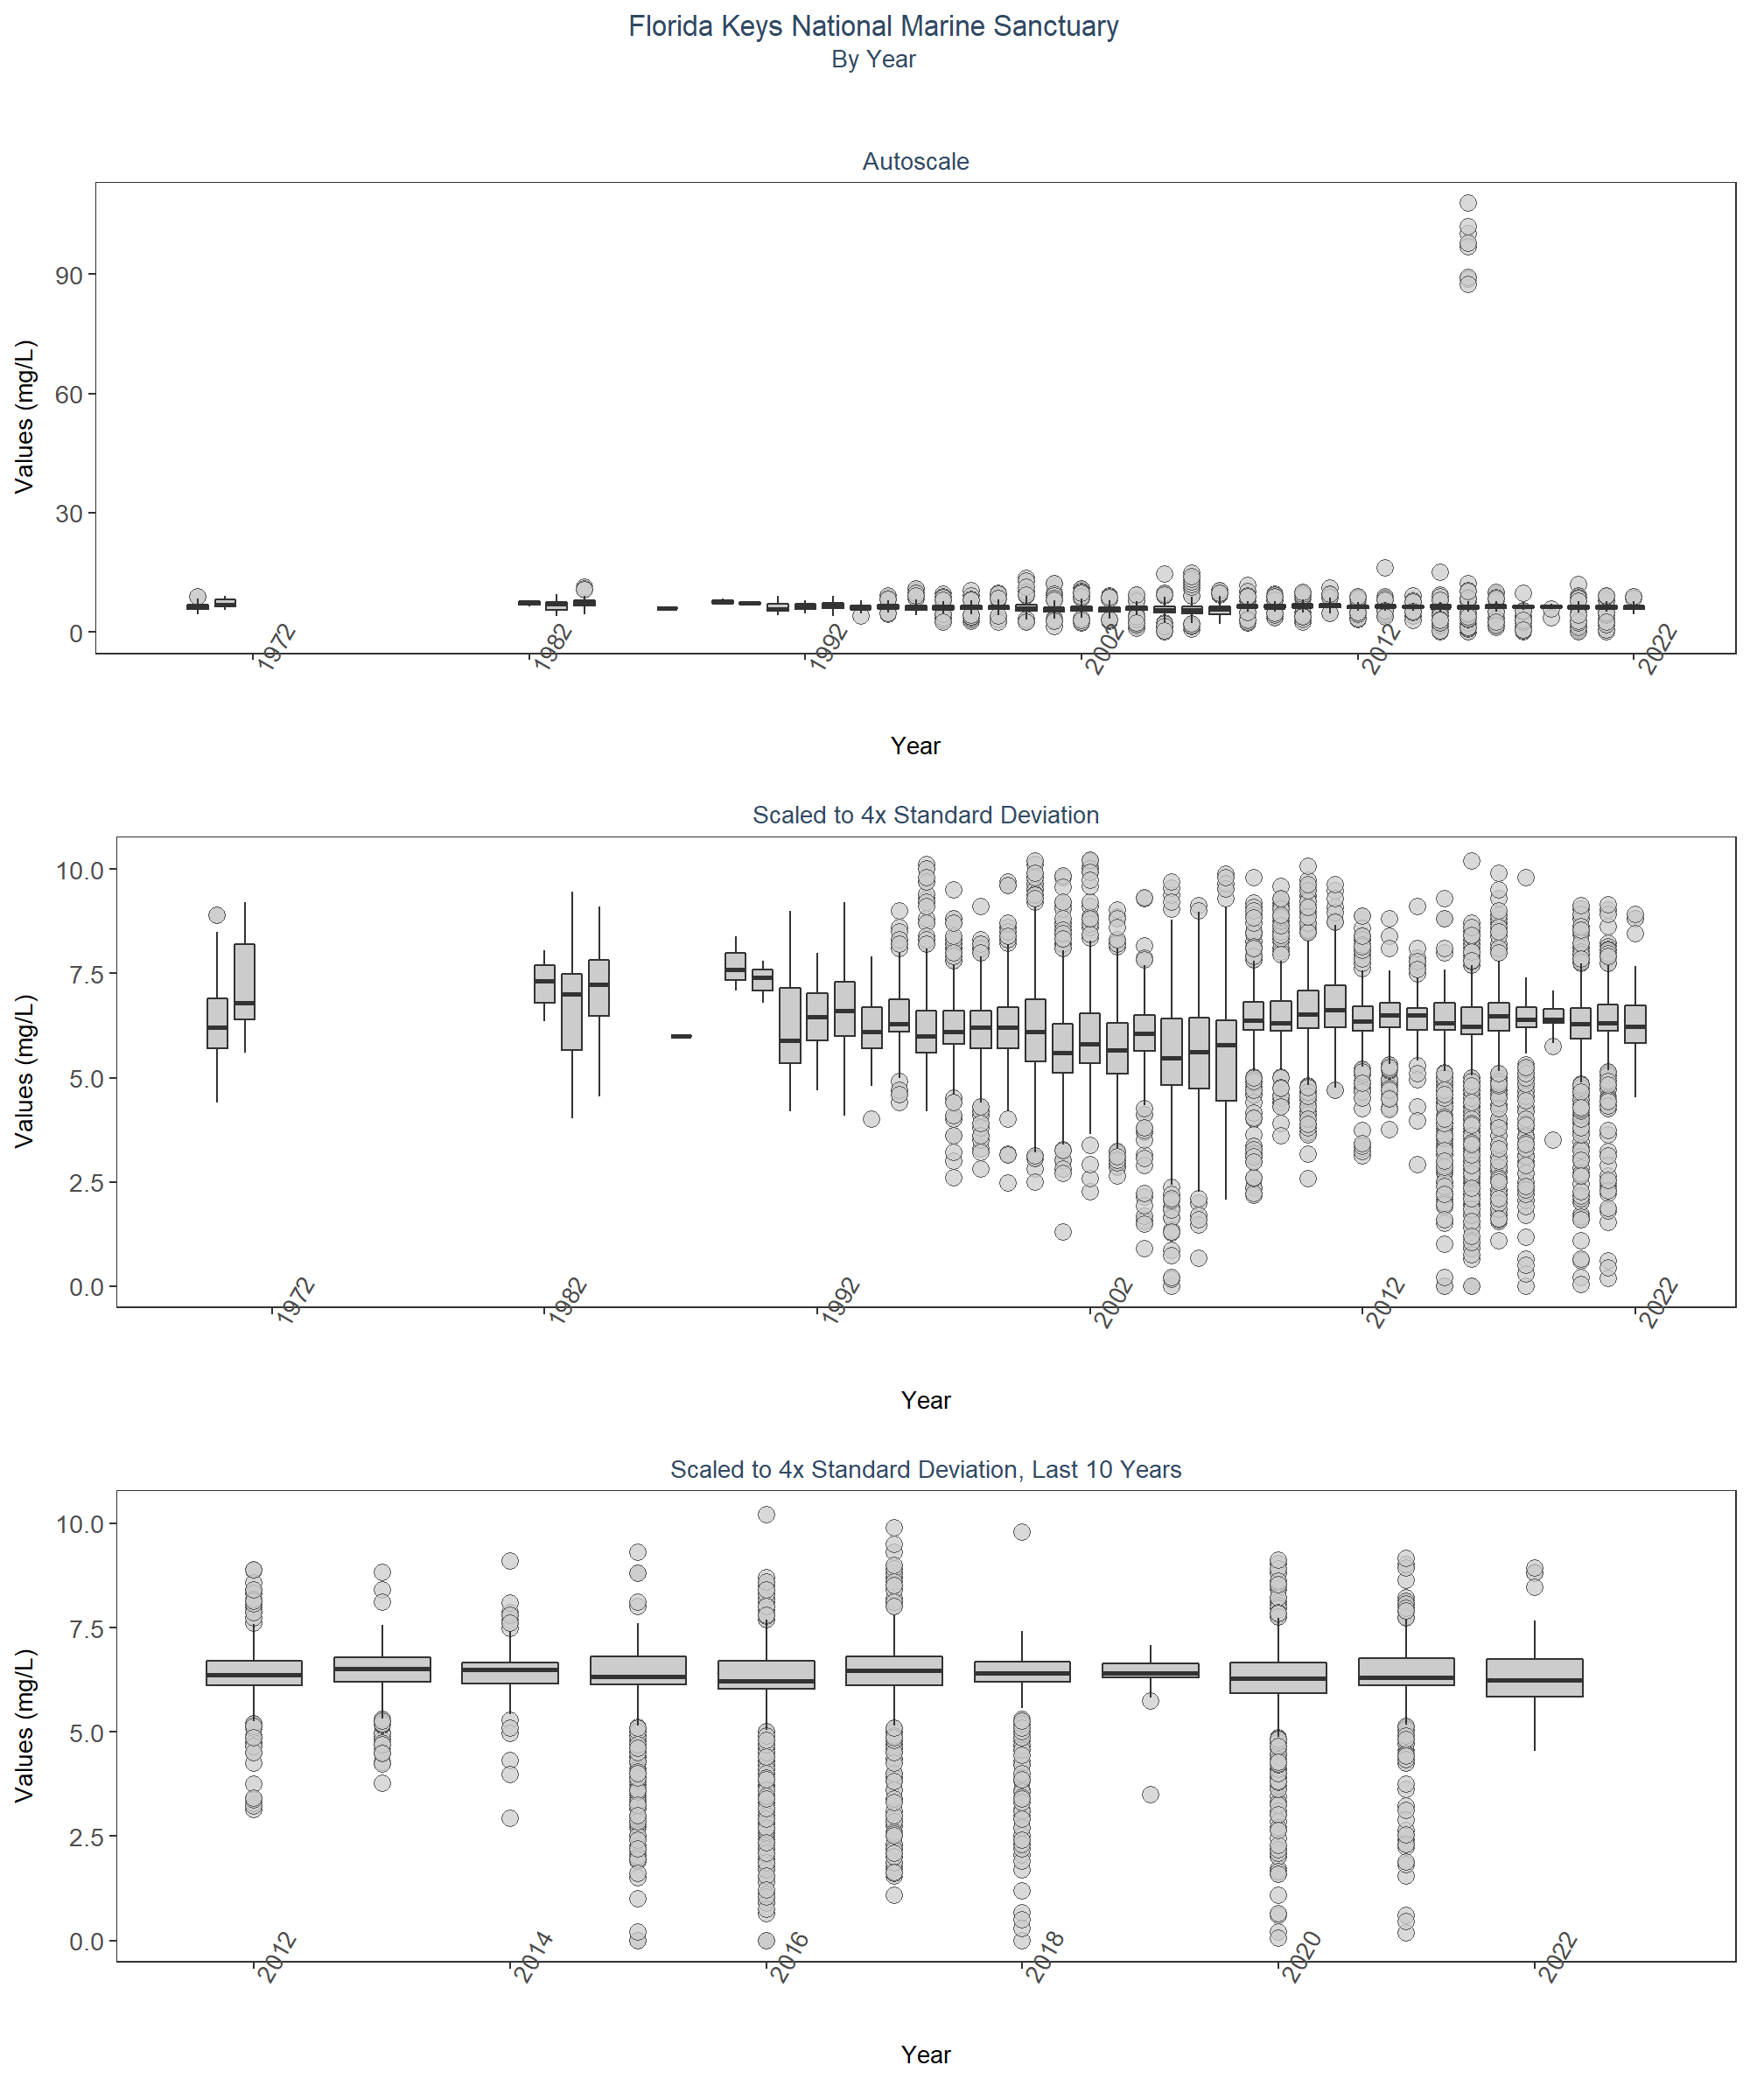 Florida Keys National Marine Sanctuary
By Year
Autoscale
Values (mg/L)
90
60
30
0
1972
1982
1992
2002
2012
2022
Year
Scaled to 4x Standard Deviation
Values (mg/L)
10.0
7.5
5.0
2.5
0.0
1972
1982
1992
2002
2012
2022
Year
Scaled to 4x Standard Deviation, Last 10 Years
Values (mg/L)
10.0
7.5
5.0
2.5
0.0
2012
2014
2016
2018
2020
2022
Year